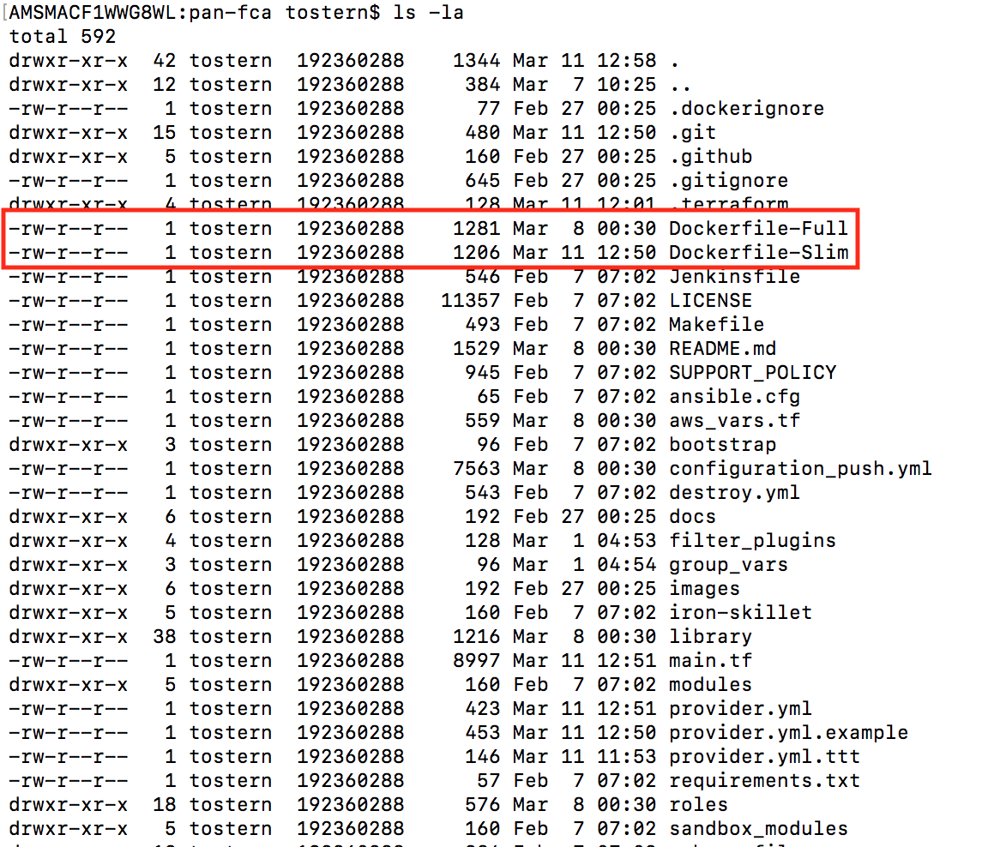 [AMSMACF1WWG8WL:pan-fca tostern$ ls -la
total 592
drwxr-xr-x  42 tostern  192360288   1344 Mar 11 12:58 .
drwxr-xr-x  12 tostern  192360288    384 Mar  7 10:25 ..
-rw-r--r--   1 tostern  192360288     77 Feb 27 00:25 .dockerignore
drwxr-xr-x  15 tostern  192360288    480 Mar 11 12:50 .git
drwxr-xr-x   5 tostern  192360288    160 Feb 27 00:25 .github
-rw-r--r--   1 tostern  192360288    645 Feb 27 00:25 .gitignore
drwxr-xr-x   4 tostern  192360288    128 Mar 11 12:01 .terraform
-rw-r--r--   1 tostern  192360288   1281 Mar  8 00:30 Dockerfile-Full
-rw-r--r--   1 tostern  192360288   1206 Mar 11 12:50 Dockerfile-Slim
-rw-r--r--   1 tostern  192360288    546 Feb  7 07:02 Jenkinsfile
-rw-r--r--   1 tostern  192360288  11357 Feb  7 07:02 LICENSE
-rw-r--r--   1 tostern  192360288    493 Feb  7 07:02 Makefile
-rw-r--r--   1 tostern  192360288   1529 Mar  8 00:30 README.md
-rw-r--r--   1 tostern  192360288    945 Feb  7 07:02 SUPPORT_POLICY
-rw-r--r--   1 tostern  192360288     65 Feb  7 07:02 ansible.cfg
-rw-r--r--   1 tostern  192360288    559 Mar  8 00:30 aws_vars.tf
drwxr-xr-x   3 tostern  192360288     96 Feb  7 07:02 bootstrap
-rw-r--r--   1 tostern  192360288   7563 Mar  8 00:30 configuration_push.yml
-rw-r--r--   1 tostern  192360288    543 Feb  7 07:02 destroy.yml
drwxr-xr-x   6 tostern  192360288    192 Feb 27 00:25 docs
drwxr-xr-x   4 tostern  192360288    128 Mar  1 04:53 filter_plugins
drwxr-xr-x   3 tostern  192360288     96 Mar  1 04:54 group_vars
drwxr-xr-x   6 tostern  192360288    192 Feb 27 00:25 images
drwxr-xr-x   5 tostern  192360288    160 Feb  7 07:02 iron-skillet
drwxr-xr-x  38 tostern  192360288   1216 Mar  8 00:30 library
-rw-r--r--   1 tostern  192360288   8997 Mar 11 12:51 main.tf
drwxr-xr-x   5 tostern  192360288    160 Feb  7 07:02 modules
-rw-r--r--   1 tostern  192360288    423 Mar 11 12:51 provider.yml
-rw-r--r--   1 tostern  192360288    453 Mar 11 12:50 provider.yml.example
-rw-r--r--   1 tostern  192360288    146 Mar 11 11:53 provider.yml.ttt
-rw-r--r--   1 tostern  192360288     57 Feb  7 07:02 requirements.txt
drwxr-xr-x  18 tostern  192360288    576 Mar  8 00:30 roles
drwxr-xr-x   5 tostern  192360288    160 Feb  7 07:02 sandbox_modules